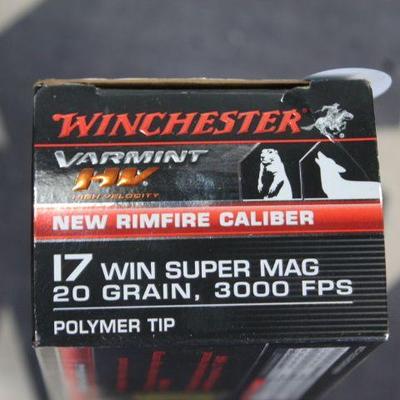 WINCHESTER
VARMINT
HV
HIGH VELOCITY
NEW RIMFIRE CALIBER
17 WIN SUPER MAG
20 GRAIN, 3000 FPS
POLYMER TIP